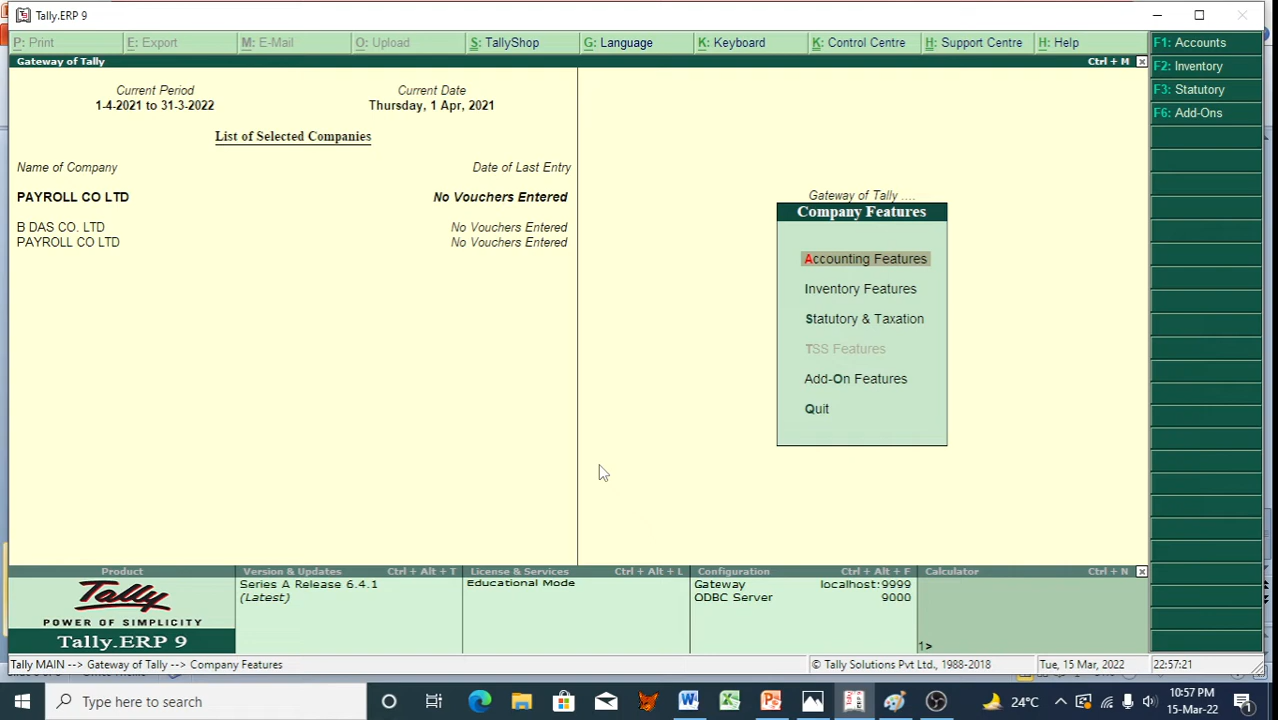 Tally.ERP 9
P: Print
E: Export
M: E-Mail
O: Upload
S: TallyShop
G: Language
K: Keyboard
K: Control Centre
H: Support Centre
H: Help
F1: Accounts
F2: Inventory
F3: Statutory
F6: Add-Ons
Gateway of Tally
Ctrl + M
Current Period
1-4-2021 to 31-3-2022
Current Date
Thursday, 1 Apr, 2021
List of Selected Companies
Name of Company
Date of Last Entry
PAYROLL CO LTD
No Vouchers Entered
B DAS CO. LTD
No Vouchers Entered
PAYROLL CO LTD
No Vouchers Entered
Gateway of Tally ....
Company Features
Accounting Features
Inventory Features
Statutory & Taxation
TSS Features
Add-On Features
Quit
Product
Tally
POWER OF SIMPLICITY
Tally.ERP 9
Version & Updates
Ctrl + Alt + T
Series A Release 6.4.1
(Latest)
License & Services
Ctrl + Alt + L
Educational Mode
Configuration
Ctrl + Alt + F
Gateway
localhost:9999
ODBC Server
9000
Calculator
Ctrl + N
1>
Tally MAIN --> Gateway of Tally --> Company Features
© Tally Solutions Pvt Ltd., 1988-2018
Tue, 15 Mar, 2022
22:57:21
Type here to search
24°C
10:57 PM
15-Mar-22
1